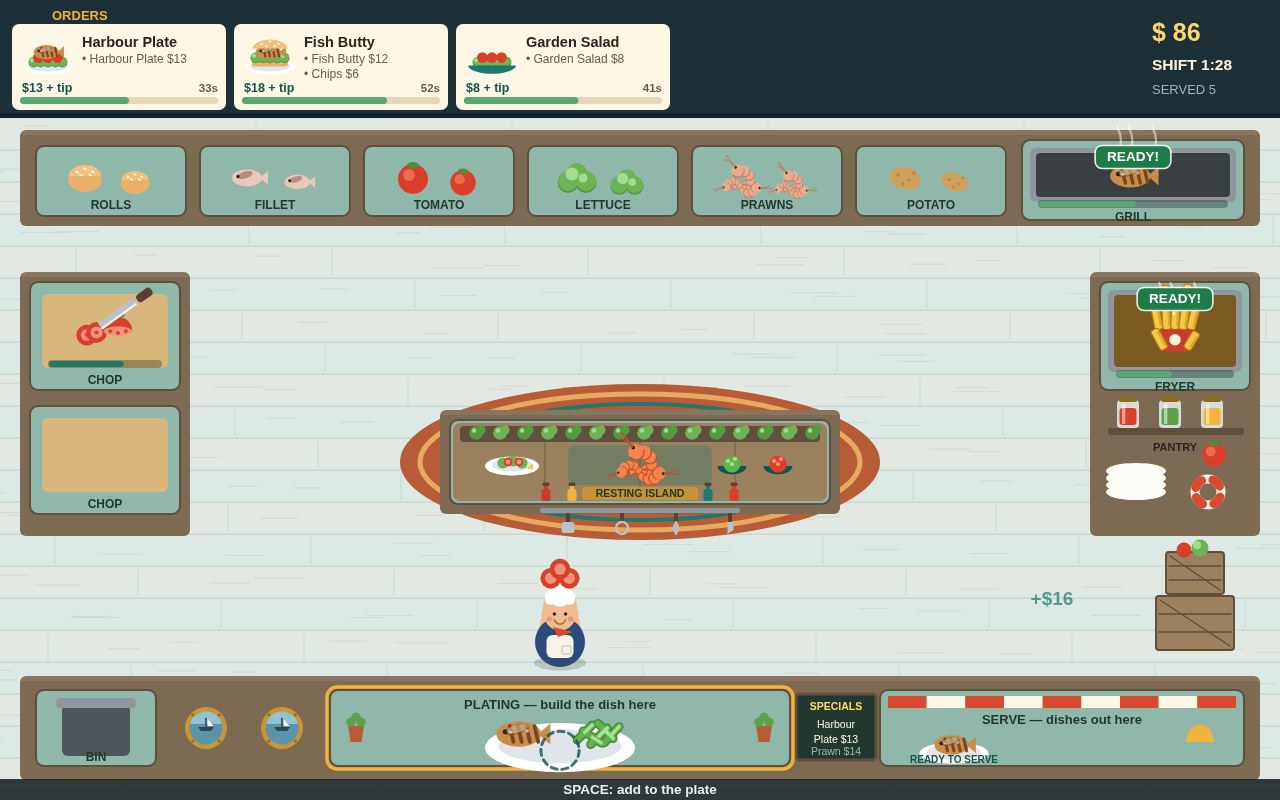 ORDERS
Harbour Plate
• Harbour Plate $13
$13 + tip
33s
Fish Butty
• Fish Butty $12
• Chips $6
$18 + tip
52s
Garden Salad
• Garden Salad $8
$8 + tip
41s
$ 86
SHIFT 1:28
SERVED 5
ROLLS
FILLET
TOMATO
LETTUCE
PRAWNS
POTATO
READY!
GRILL
CHOP
CHOP
READY!
FRYER
PANTRY
RESTING ISLAND
+$16
BIN
PLATING — build the dish here
SPECIALS
Harbour
Plate $13
Prawn $14
SERVE — dishes out here
READY TO SERVE
SPACE: add to the plate